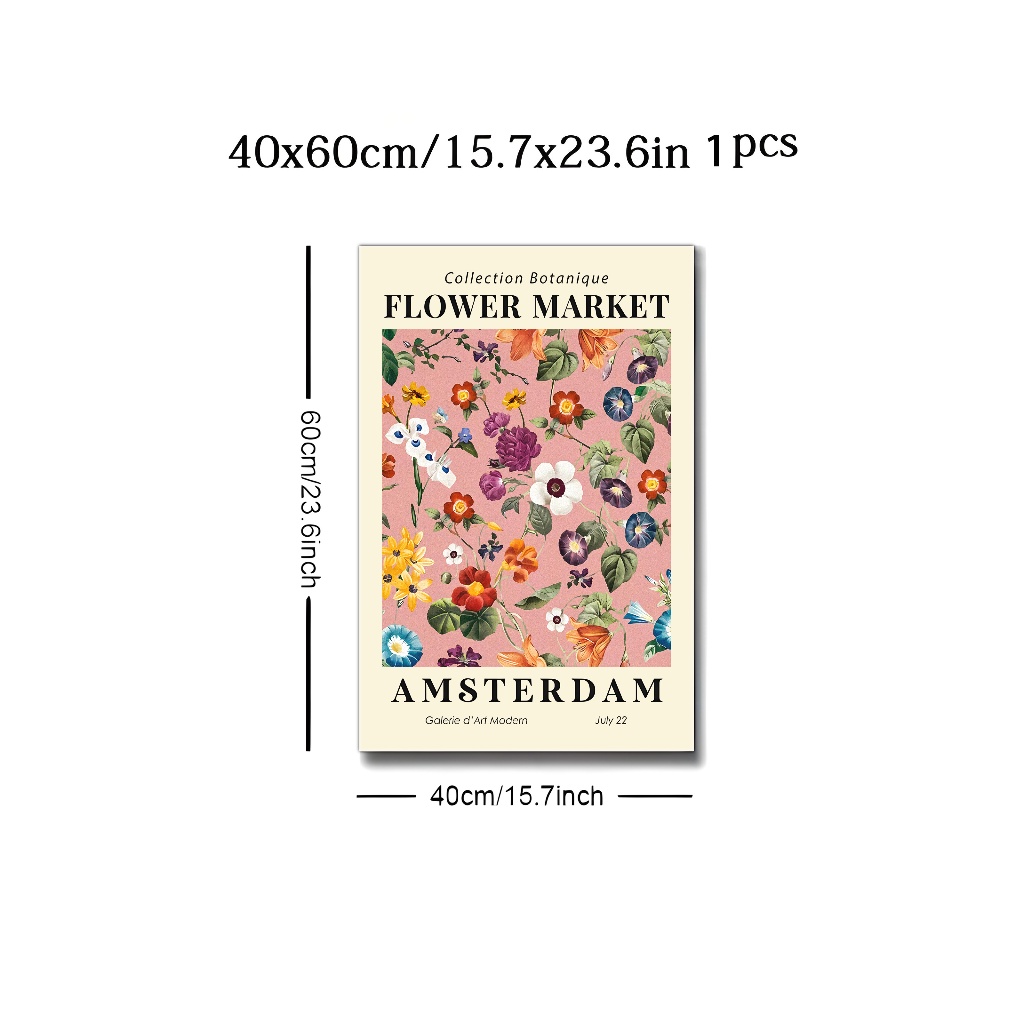 40x60cm/15.7x23.6in 1pcs
Collection Botanique
FLOWER MARKET
60cm/23.6inch
AMSTERDAM
Galerie d'Art Modern July 22
40cm/15.7inch